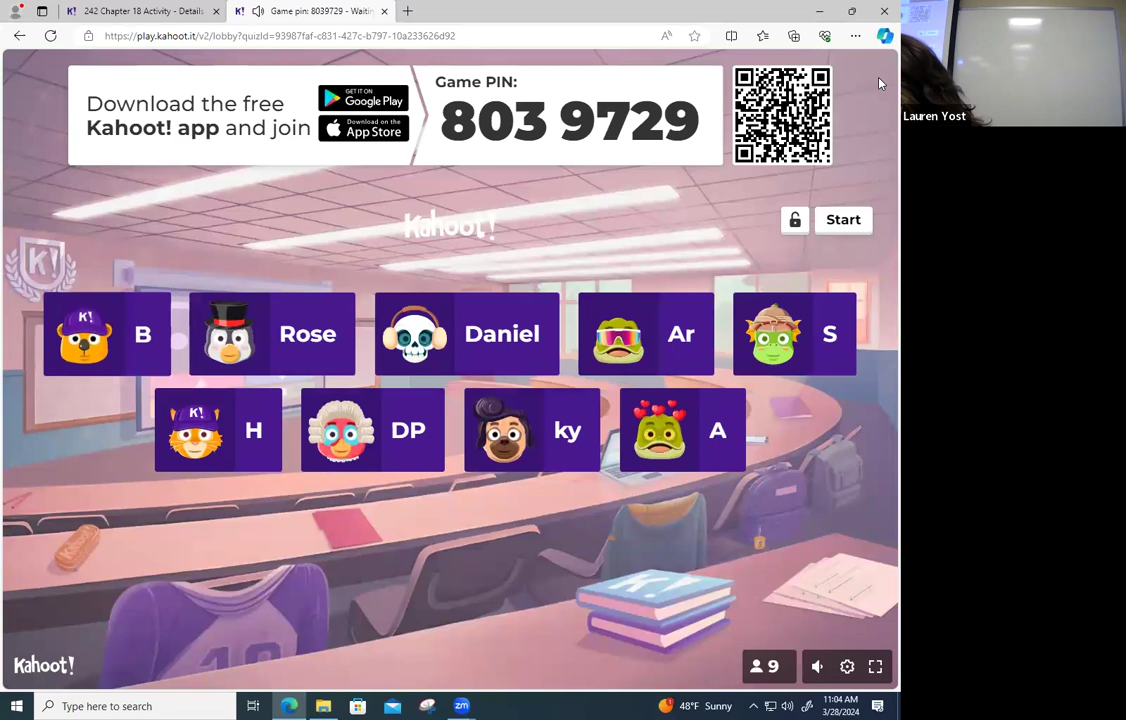 242 Chapter 18 Activity - Details
Game pin: 8039729 - Waitin
https://play.kahoot.it/v2/lobby?quizId=93987faf-c831-427c-b797-10a233626d92
Download the free
Kahoot! app and join
GET IT ON
Google Play
Download on the
App Store
Game PIN:
803 9729
Lauren Yost
Kahoot!
Start
K!
K!
B
Rose
Daniel
Ar
S
K!
H
DP
ky
A
K!
10
Kahoot!
9
Type here to search
zm
48°F Sunny
11:04 AM
3/28/2024